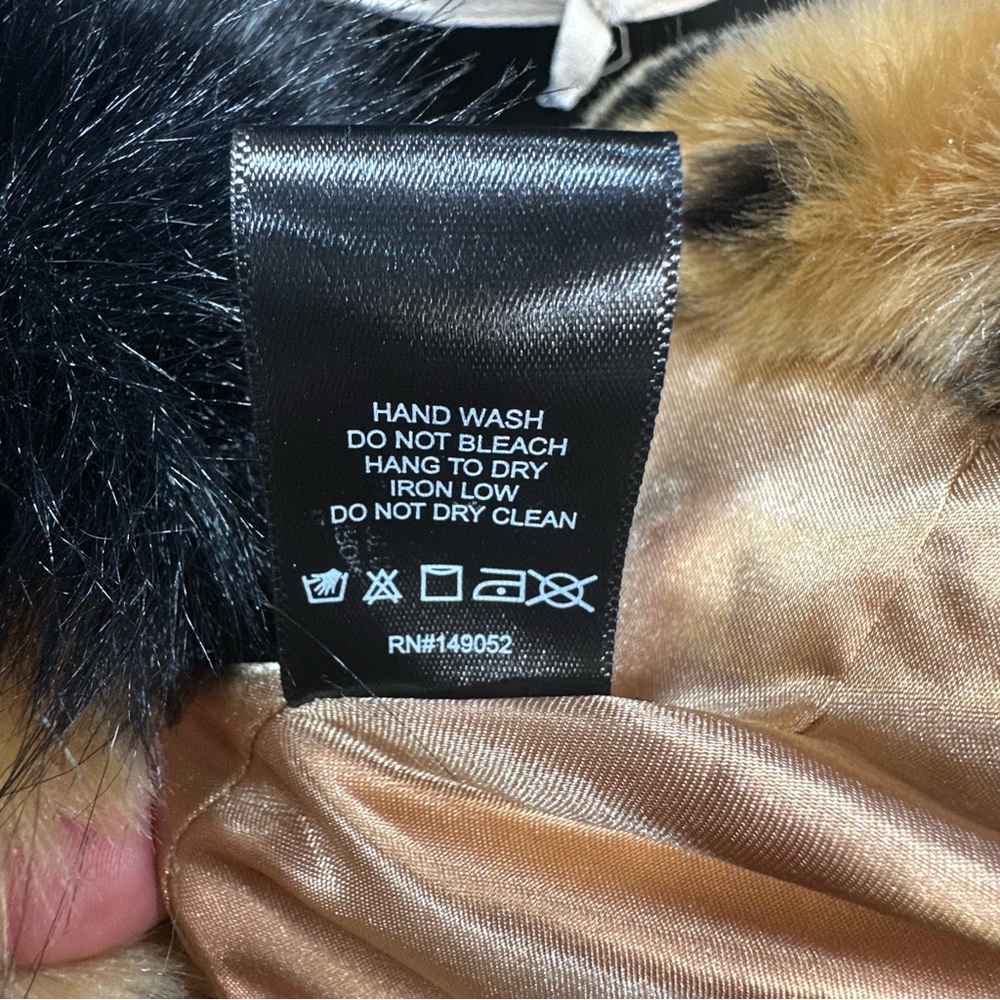 HAND WASH
DO NOT BLEACH
HANG TO DRY
IRON LOW
DO NOT DRY CLEAN
RN#149052